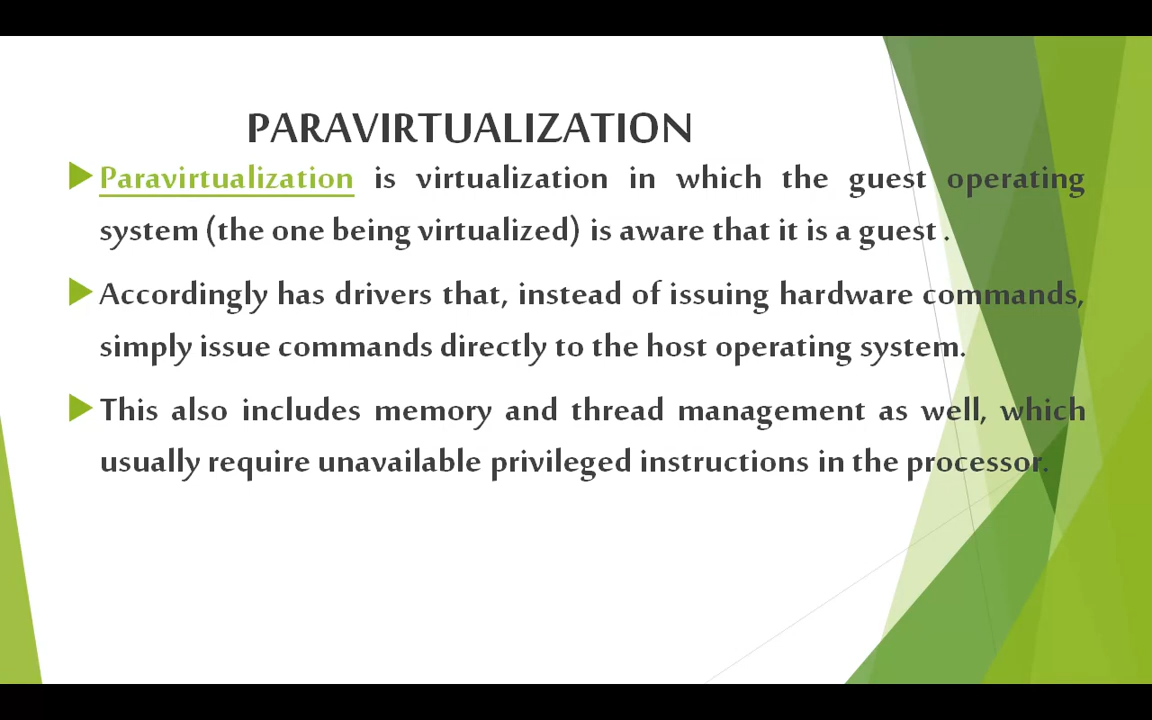 PARAVIRTUALIZATION
Paravirtualization is virtualization in which the guest operating
system (the one being virtualized) is aware that it is a guest .
Accordingly has drivers that, instead of issuing hardware commands,
simply issue commands directly to the host operating system.
This also includes memory and thread management as well, which
usually require unavailable privileged instructions in the processor.